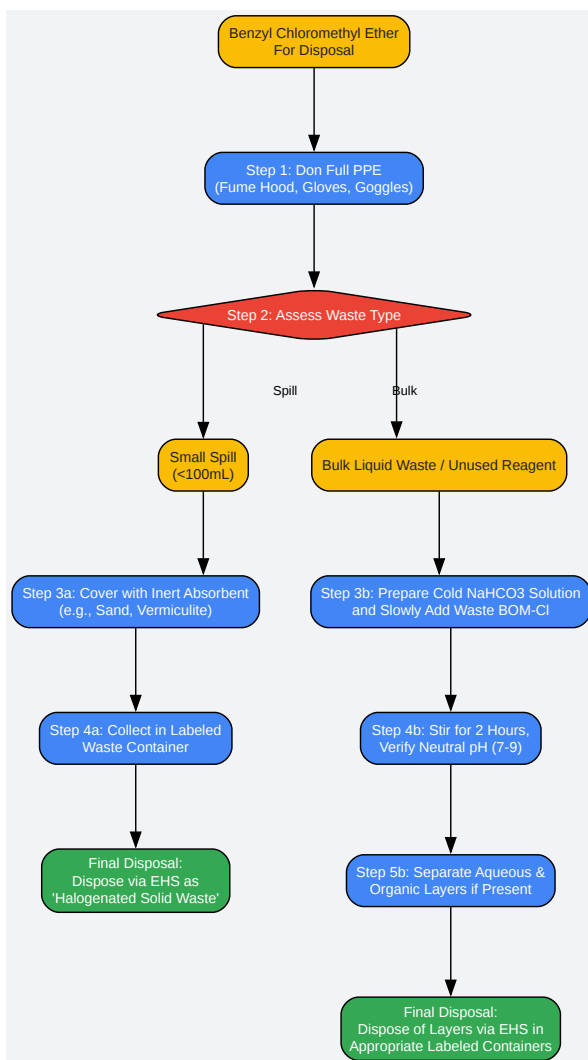 Benzyl Chloromethyl Ether
For Disposal
Step 1: Don Full PPE
(Fume Hood, Gloves, Goggles)
Step 2: Assess Waste Type
Spill
Bulk
Small Spill
(<100mL)
Bulk Liquid Waste / Unused Reagent
Step 3a: Cover with Inert Absorbent
(e.g., Sand, Vermiculite)
Step 3b: Prepare Cold NaHCO3 Solution
and Slowly Add Waste BOM-Cl
Step 4a: Collect in Labeled
Waste Container
Step 4b: Stir for 2 Hours,
Verify Neutral pH (7-9)
Final Disposal:
Dispose via EHS as
'Halogenated Solid Waste'
Step 5b: Separate Aqueous &
Organic Layers if Present
Final Disposal:
Dispose of Layers via EHS in
Appropriate Labeled Containers